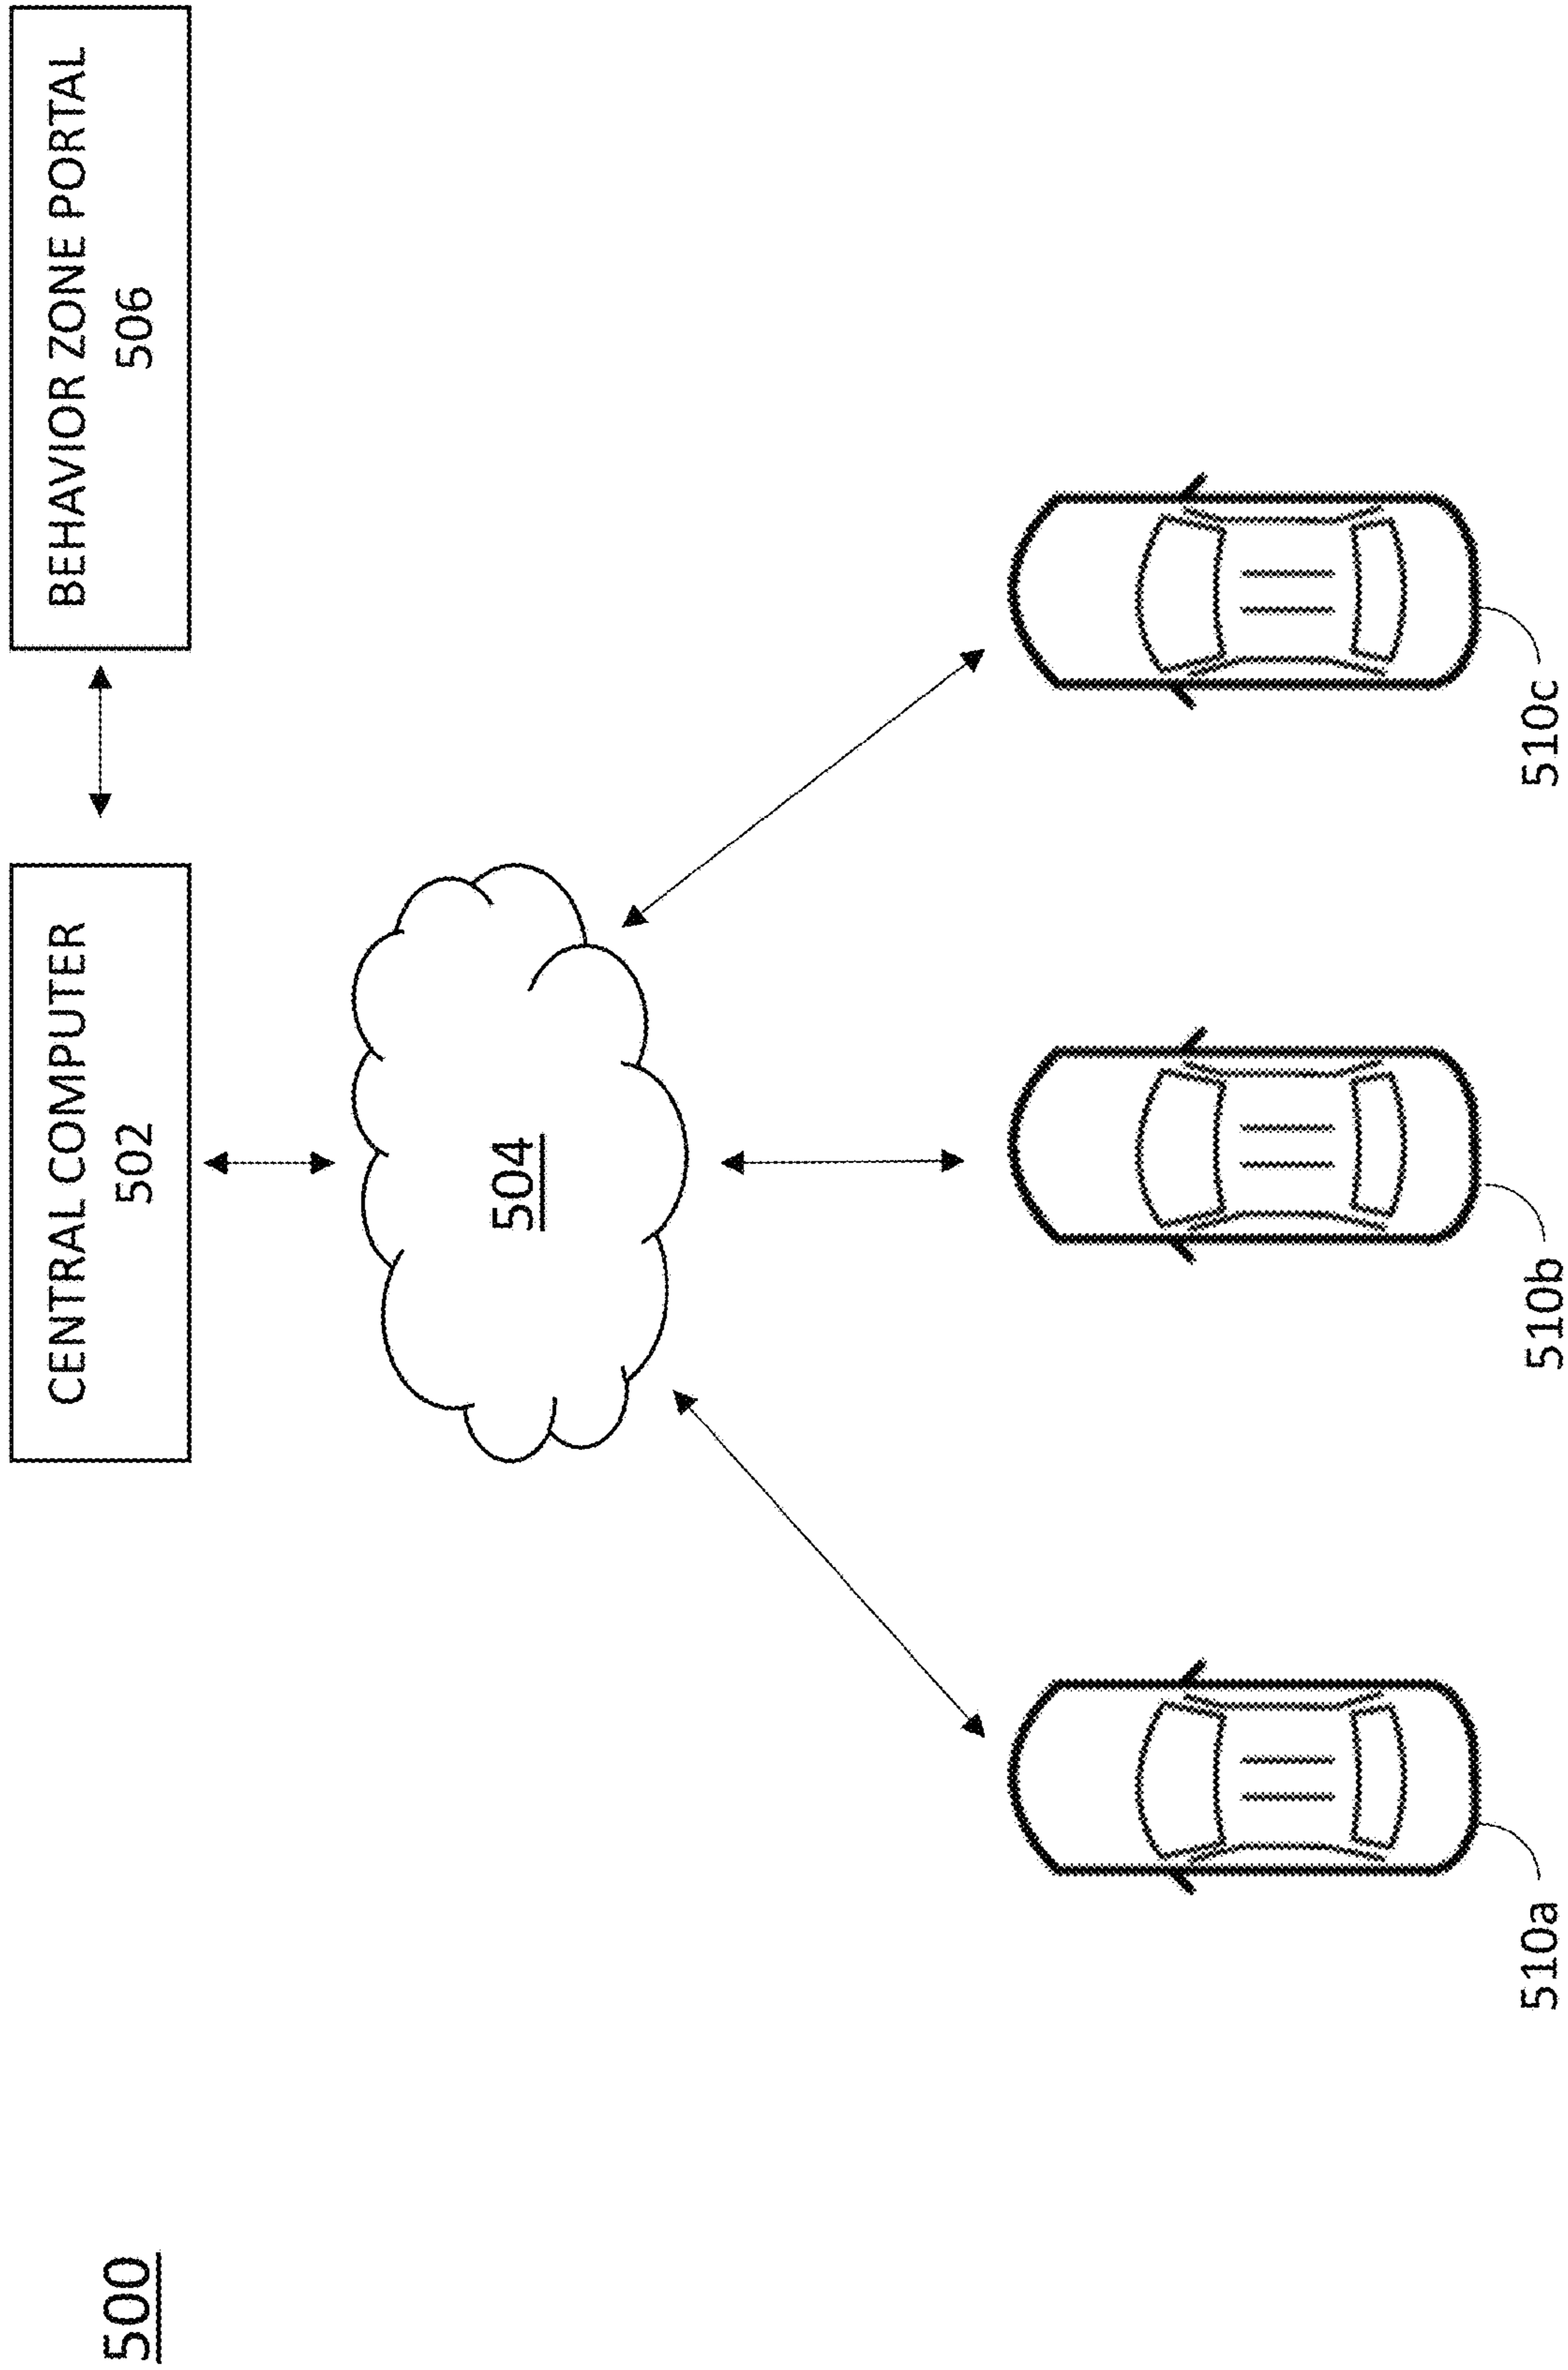 500
CENTRAL COMPUTER
502
BEHAVIOR ZONE PORTAL
506
504
510a
510b
510c